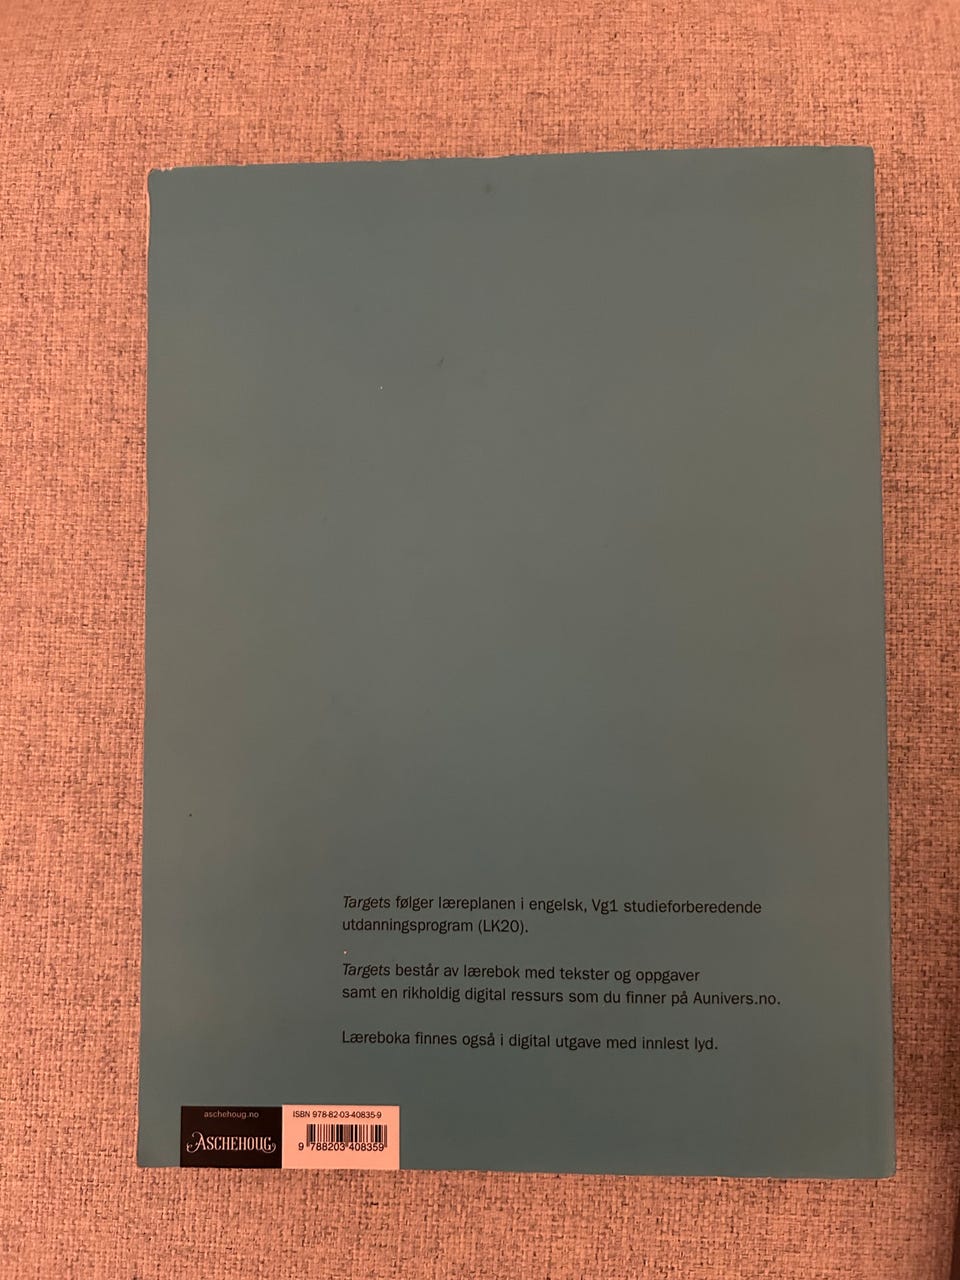 Targets følger læreplanen i engelsk, Vg1 studieforberedende
utdanningsprogram (LK20).
Targets består av lærebok med tekster og oppgaver
samt en rikholdig digital ressurs som du finner på Aunivers.no.
Læreboka finnes også i digital utgave med innlest lyd.
aschehoug.no
ASCHEHOUG
ISBN 978-82-03-40835-9
9 788203 408359